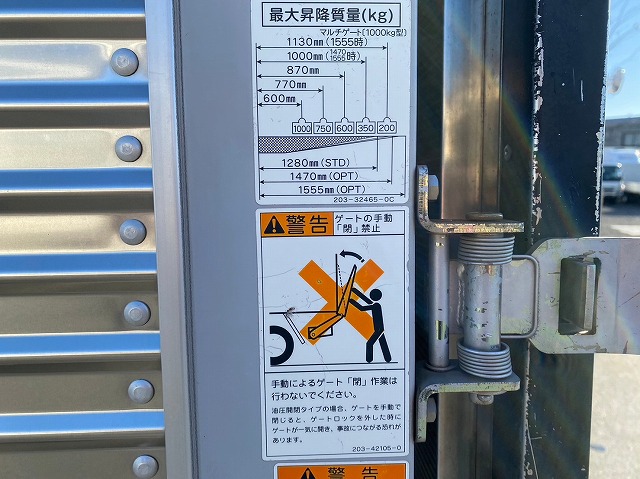 最大昇降質量(kg)
マルチゲート〔1000kg型〕
1130mm(1555時)
1000mm(1470 1555時)
870mm
770mm
600mm
1000 750 600 350 200
1280mm(STD)
1470mm(OPT)
1555mm(OPT)
203-32465-0C
警告 ゲートの手動「閉」禁止
手動によるゲート「閉」作業は
行わないでください。
油圧開閉タイプの場合、ゲートを手動で
閉じると、ゲートロックを外した時に
ゲートが一気に開き、事故につながる恐れが
あります。
203-42105-0
警告